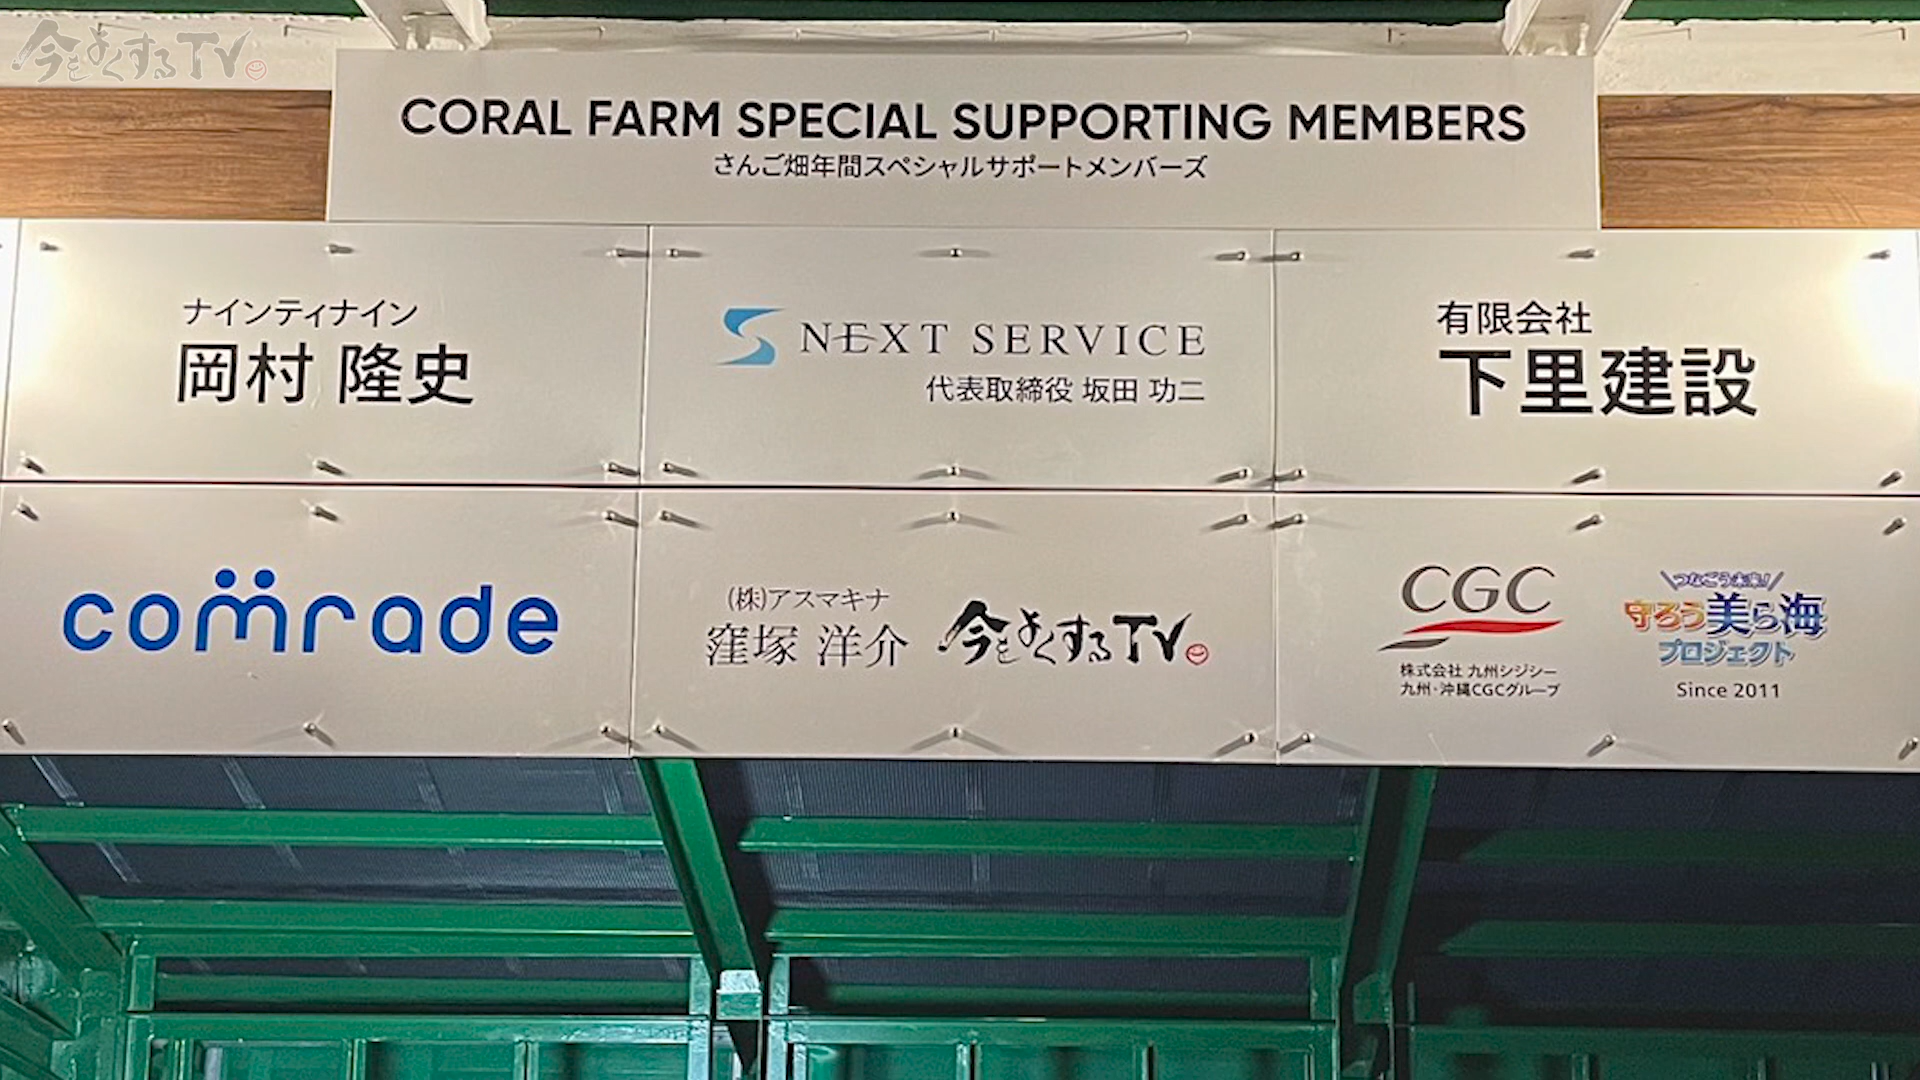 今をよくするTV
CORAL FARM SPECIAL SUPPORTING MEMBERS
さんご畑年間スペシャルサポートメンバーズ
ナインティナイン
岡村 隆史
NEXT SERVICE
代表取締役 坂田 功二
有限会社
下里建設
comrade
(株)アスマキナ
窪塚 洋介
今をよくするTV
CGC
株式会社 九州シジシー
九州・沖縄CGCグループ
つなごう未来!
守ろう美ら海
プロジェクト
Since 2011